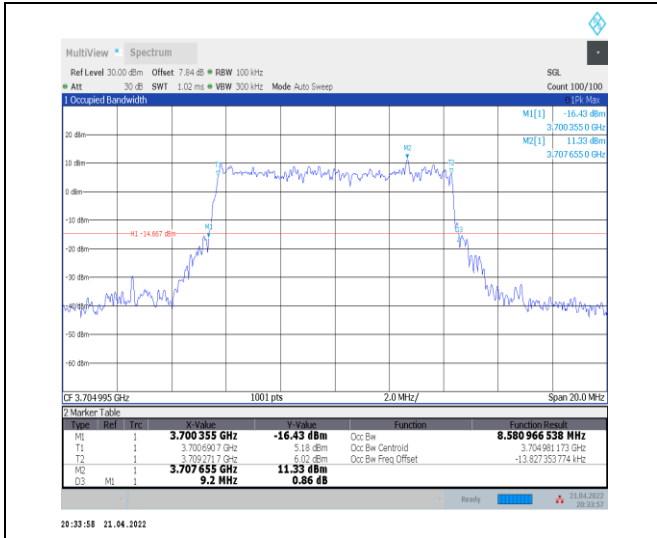 MultiView Spectrum
Ref Level 30.00 dBm Offset 7.84 dB RBW 100 kHz SGL
Att 30 dB SWT 1.02 ms VBW 300 kHz Mode Auto Sweep Count 100/100
1 Occupied Bandwidth 1Pk Max
M1[1] -16.43 dBm
3.700 355 0 GHz
M2[1] 11.33 dBm
3.707 655 0 GHz
20 dBm
M2
10 dBm
0 dBm
-10 dBm
M1
H1 -14.667 dBm
D3
-20 dBm
-30 dBm
-40 dBm
-50 dBm
-60 dBm
CF 3.704 995 GHz 1001 pts 2.0 MHz/ Span 20.0 MHz
2 Marker Table
Type Ref Trc X-Value Y-Value Function Function Result
M1 1 3.700 355 GHz -16.43 dBm Occ Bw 8.580 966 538 MHz
T1 1 3.700 690 7 GHz 5.18 dBm Occ Bw Centroid 3.704 981 173 GHz
T2 1 3.709 271 7 GHz 6.02 dBm Occ Bw Freq Offset -13.827 353 774 kHz
M2 1 3.707 655 GHz 11.33 dBm
D3 M1 1 9.2 MHz 0.86 dB
Ready 21.04.2022
20:33:57
20:33:58 21.04.2022